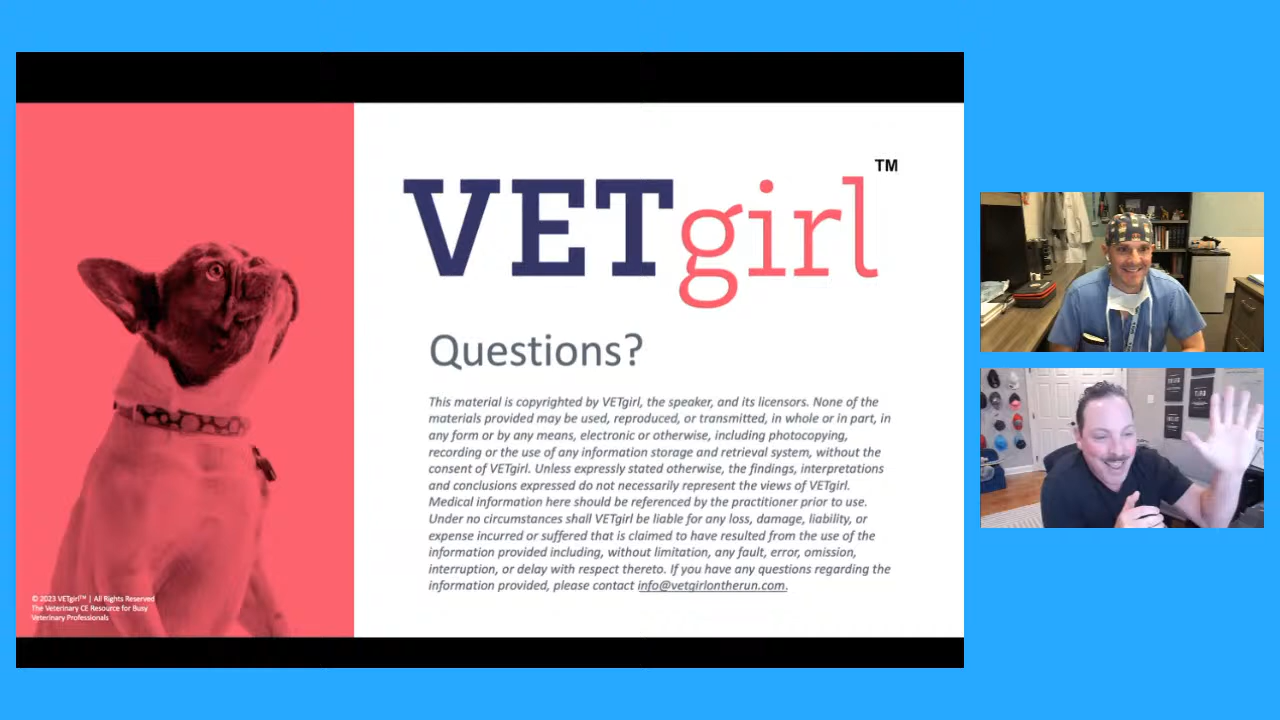 VETgirl™
Questions?
This material is copyrighted by VETgirl, the speaker, and its licensors. None of the
materials provided may be used, reproduced, or transmitted, in whole or in part, in
any form or by any means, electronic or otherwise, including photocopying,
recording or the use of any information storage and retrieval system, without the
consent of VETgirl. Unless expressly stated otherwise, the findings, interpretations
and conclusions expressed do not necessarily represent the views of VETgirl.
Medical information here should be referenced by the practitioner prior to use.
Under no circumstances shall VETgirl be liable for any loss, damage, liability, or
expense incurred or suffered that is claimed to have resulted from the use of the
information provided including, without limitation, any fault, error, omission,
interruption, or delay with respect thereto. If you have any questions regarding the
information provided, please contact info@vetgirlontherun.com.
© 2023 VETgirl™ | All Rights Reserved
The Veterinary CE Resource for Busy
Veterinary Professionals